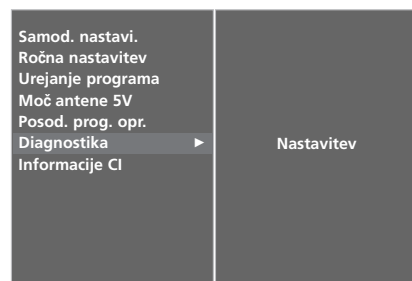 Samod. nastavi.
Ročna nastavitev
Urejanje programa
Moč antene 5V
Posod. prog. opr.
Diagnostika
Informacije CI
Nastavitev